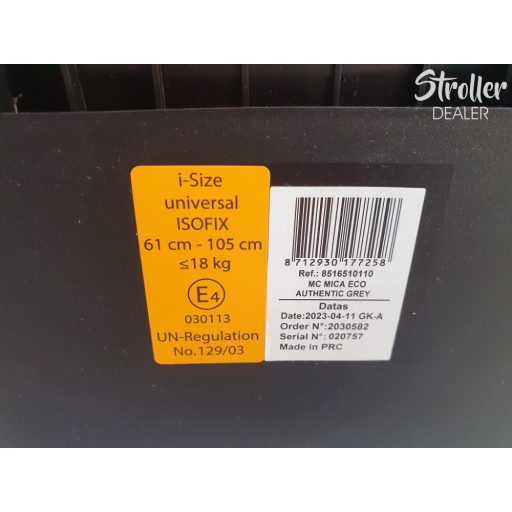 Stroller
DEALER
i-Size
universal
ISOFIX
61 cm - 105 cm
≤18 kg
E4
030113
UN-Regulation
No.129/03
8 712930 177258
Ref.: 8516510110
MC MICA ECO
AUTHENTIC GREY
Datas
Date:2023-04-11 GK-A
Order N°:2030582
Serial N°: 020757
Made in PRC